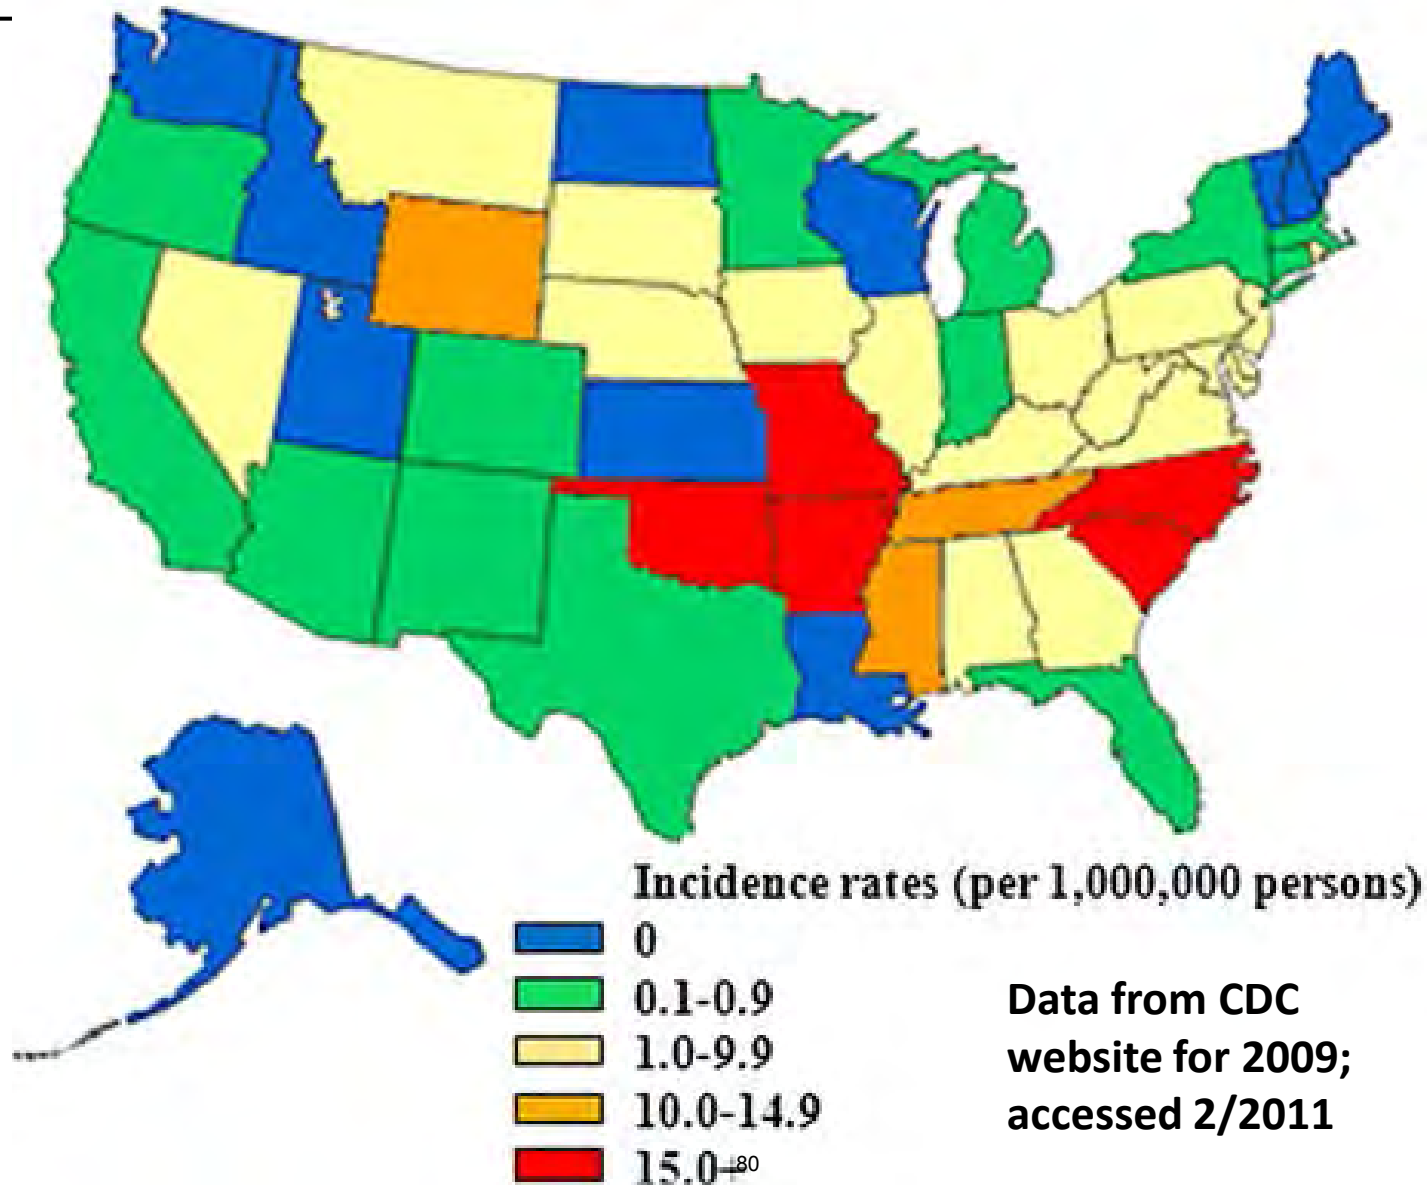 Incidence rates (per 1,000,000 persons)
0
0.1-0.9
1.0-9.9
10.0-14.9
15.0+
80
Data from CDC
website for 2009;
accessed 2/2011